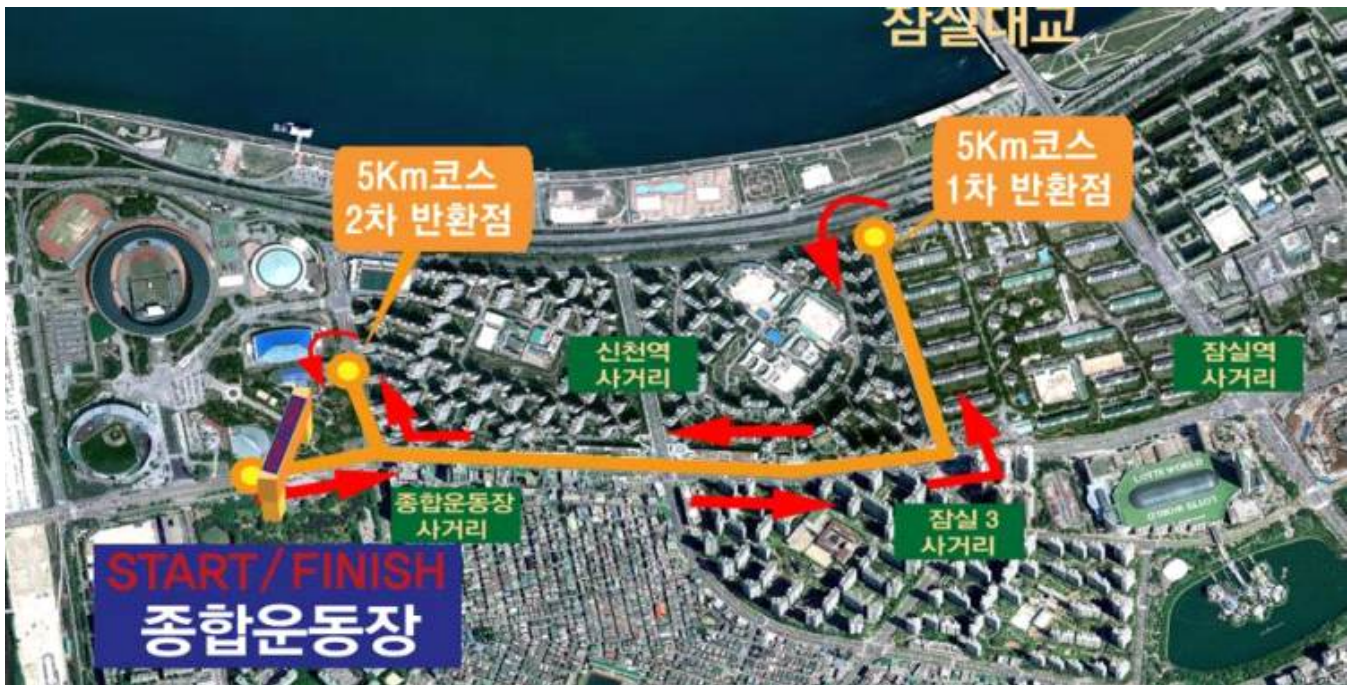 잠실대교
5Km코스
1차 반환점
5Km코스
2차 반환점
신천역
사거리
잠실역
사거리
종합운동장
사거리
잠실 3
사거리
LOTTE WORLD
START/FINISH
종합운동장